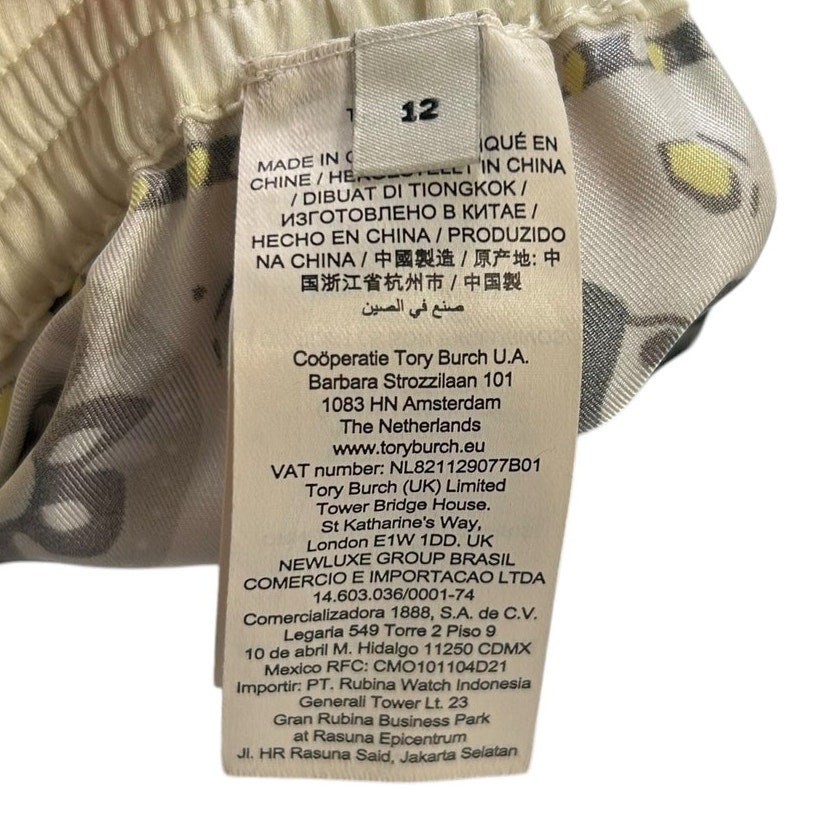 12
MADE IN
CHINE / HERGESTELLT IN CHINA
/ DIBUAT DI TIONGKOK /
ИЗГОТОВЛЕНО В КИТАЕ /
HECHO EN CHINA / PRODUZIDO
NA CHINA / 中國製造 / 原产地: 中
国浙江省杭州市 / 中国製
صنع في الصين
Coöperatie Tory Burch U.A.
Barbara Strozzilaan 101
1083 HN Amsterdam
The Netherlands
www.toryburch.eu
VAT number: NL821129077B01
Tory Burch (UK) Limited
Tower Bridge House.
St Katharine's Way,
London E1W 1DD. UK
NEWLUXE GROUP BRASIL
COMERCIO E IMPORTACAO LTDA
14.603.036/0001-74
Comercializadora 1888, S.A. de C.V.
Legaria 549 Torre 2 Piso 9
10 de abril M. Hidalgo 11250 CDMX
Mexico RFC: CMO101104D21
Importir: PT. Rubina Watch Indonesia
Generali Tower Lt. 23
Gran Rubina Business Park
at Rasuna Epicentrum
Jl. HR Rasuna Said, Jakarta Selatan